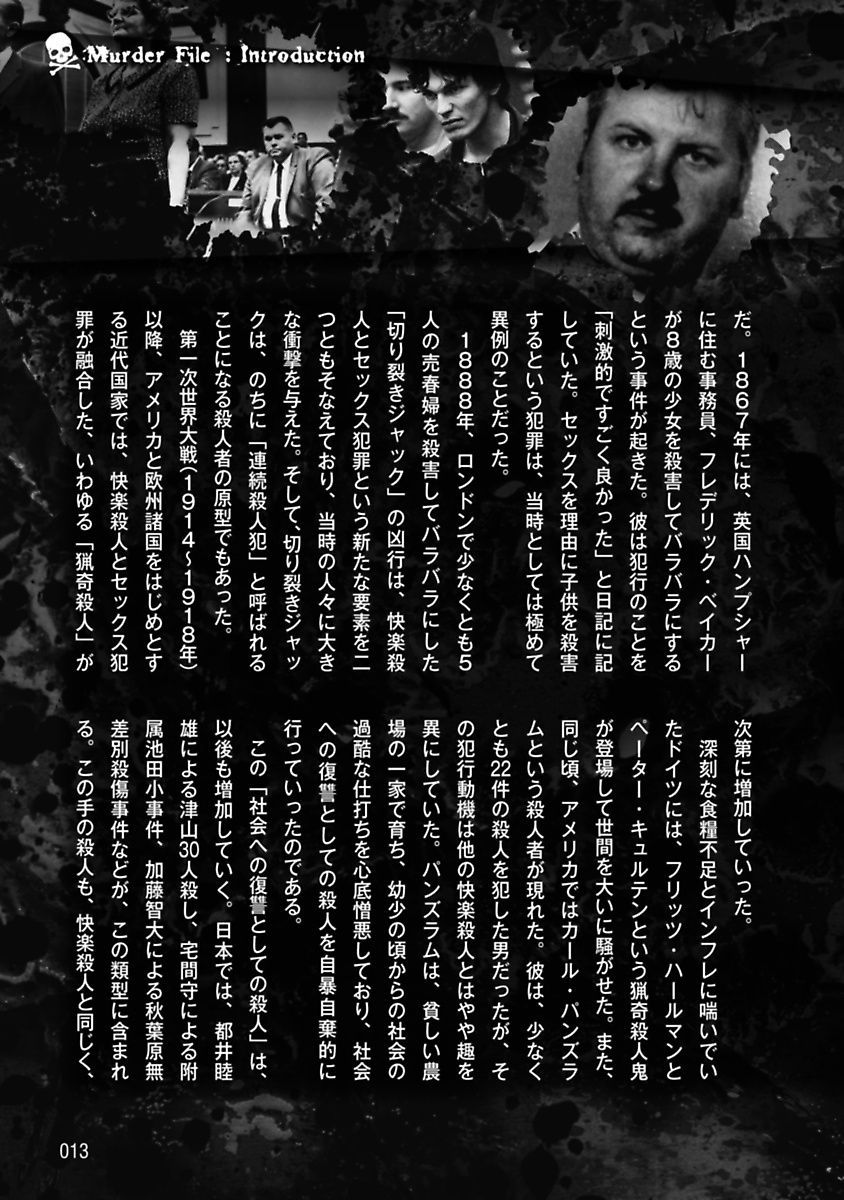 Murder File : Introduction
だ。1867年には、英国ハンプシャー
に住む事務員、フレデリック・ベイカー
が8歳の少女を殺害してバラバラにする
という事件が起きた。彼は犯行のことを
「刺激的ですごく良かった」と日記に記
していた。セックスを理由に子供を殺害
するという犯罪は、当時としては極めて
異例のことだった。
1888年、ロンドンで少なくとも5
人の売春婦を殺害してバラバラにした
「切り裂きジャック」の凶行は、快楽殺
人とセックス犯罪という新たな要素を二
つともそなえており、当時の人々に大き
な衝撃を与えた。そして、切り裂きジャッ
クは、のちに「連続殺人犯」と呼ばれる
ことになる殺人者の原型でもあった。
第一次世界大戦(1914〜1918年)
以降、アメリカと欧州諸国をはじめとす
る近代国家では、快楽殺人とセックス犯
罪が融合した、いわゆる「猟奇殺人」が
次第に増加していった。
深刻な食糧不足とインフレに喘いでい
たドイツには、フリッツ・ハールマンと
ペーター・キュルテンという猟奇殺人鬼
が登場して世間を大いに騒がせた。また、
同じ頃、アメリカではカール・パンズラ
ムという殺人者が現れた。彼は、少なく
とも22件の殺人を犯した男だったが、そ
の犯行動機は他の快楽殺人とはやや趣を
異にしていた。パンズラムは、貧しい農
場の一家で育ち、幼少の頃からの社会の
過酷な仕打ちを心底憎悪しており、社会
への復讐としての殺人を自暴自棄的に
行っていったのである。
この「社会への復讐としての殺人」は、
以後も増加していく。日本では、都井睦
雄による津山30人殺し、宅間守による附
属池田小事件、加藤智大による秋葉原無
差別殺傷事件などが、この類型に含まれ
る。この手の殺人も、快楽殺人と同じく、
013